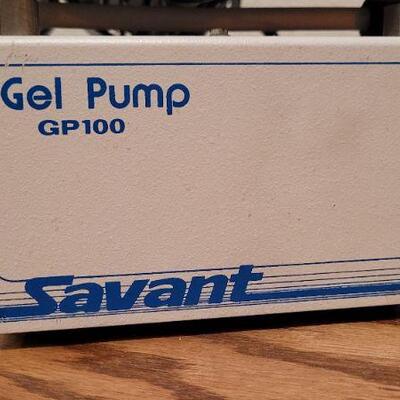 Gel Pump
GP100
Savant